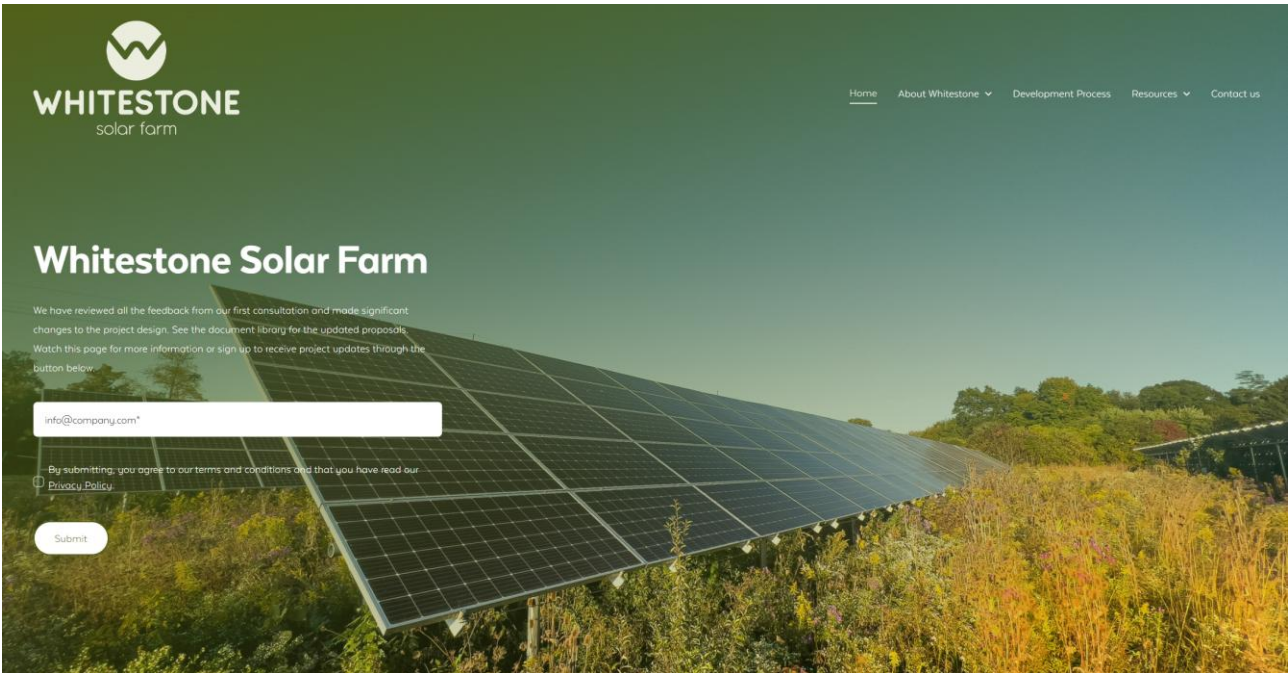 WHITESTONE
solar farm
Home About Whitestone Development Process Resources Contact us
Whitestone Solar Farm
We have reviewed all the feedback from our first consultation and made significant
changes to the project design. See the document library for the updated proposals.
Watch this page for more information or sign up to receive project updates through the
button below.
info@company.com*
By submitting, you agree to our terms and conditions and that you have read our
Privacy Policy.
Submit